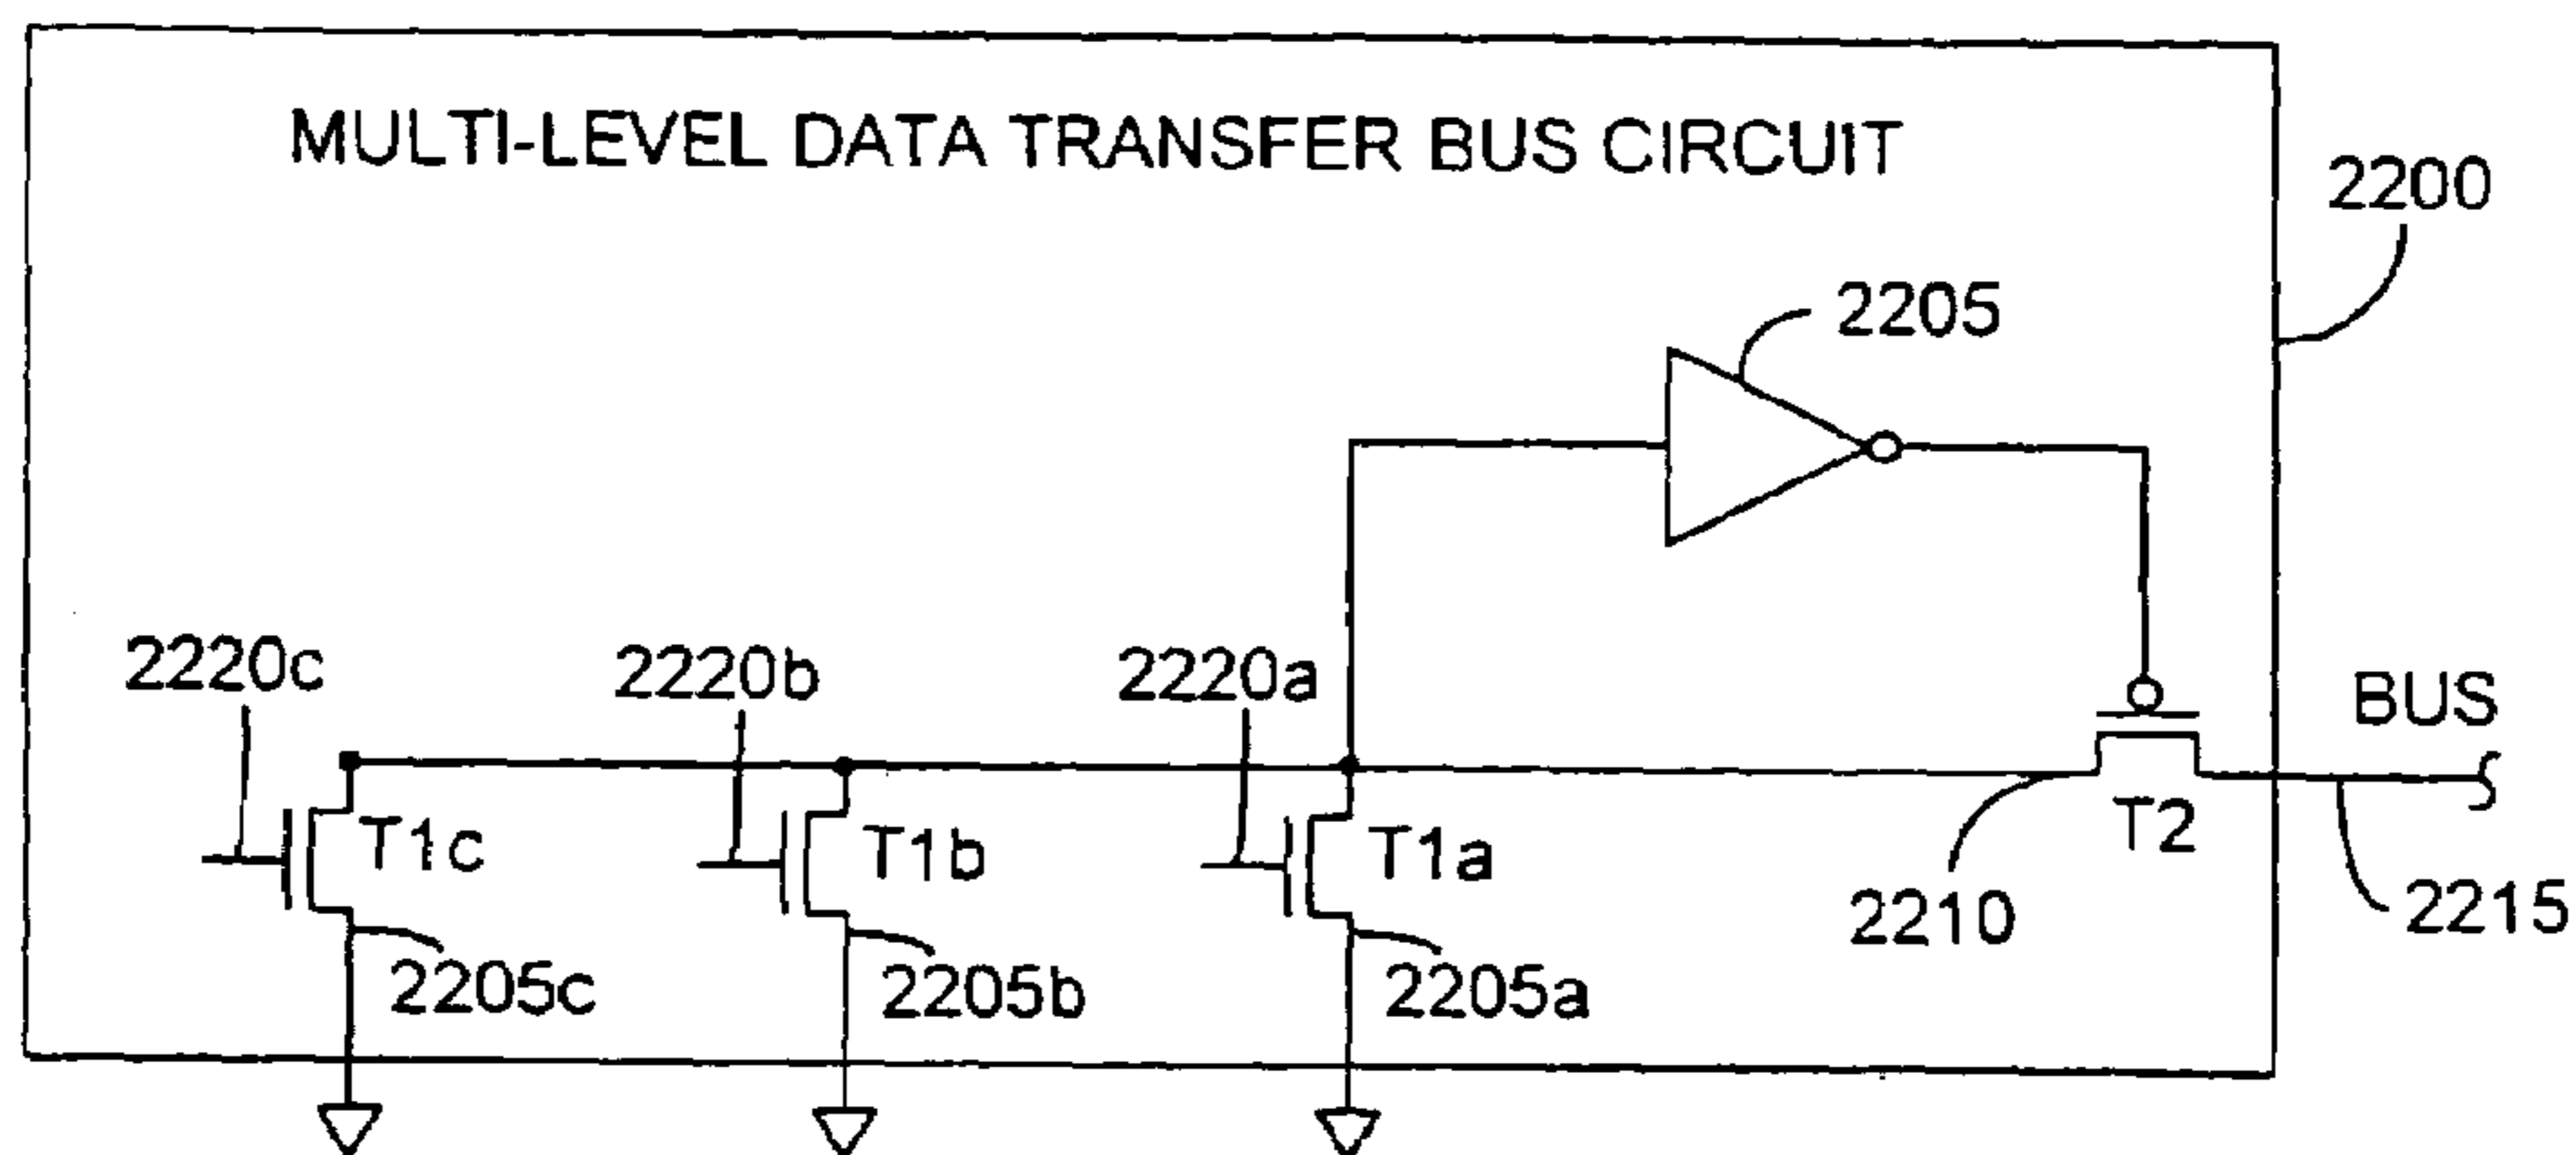 MULTI-LEVEL DATA TRANSFER BUS CIRCUIT
2200
2205
2220c
2220b
2220a
BUS
T1c
T1b
T1a
T2
2210
2215
2205c
2205b
2205a